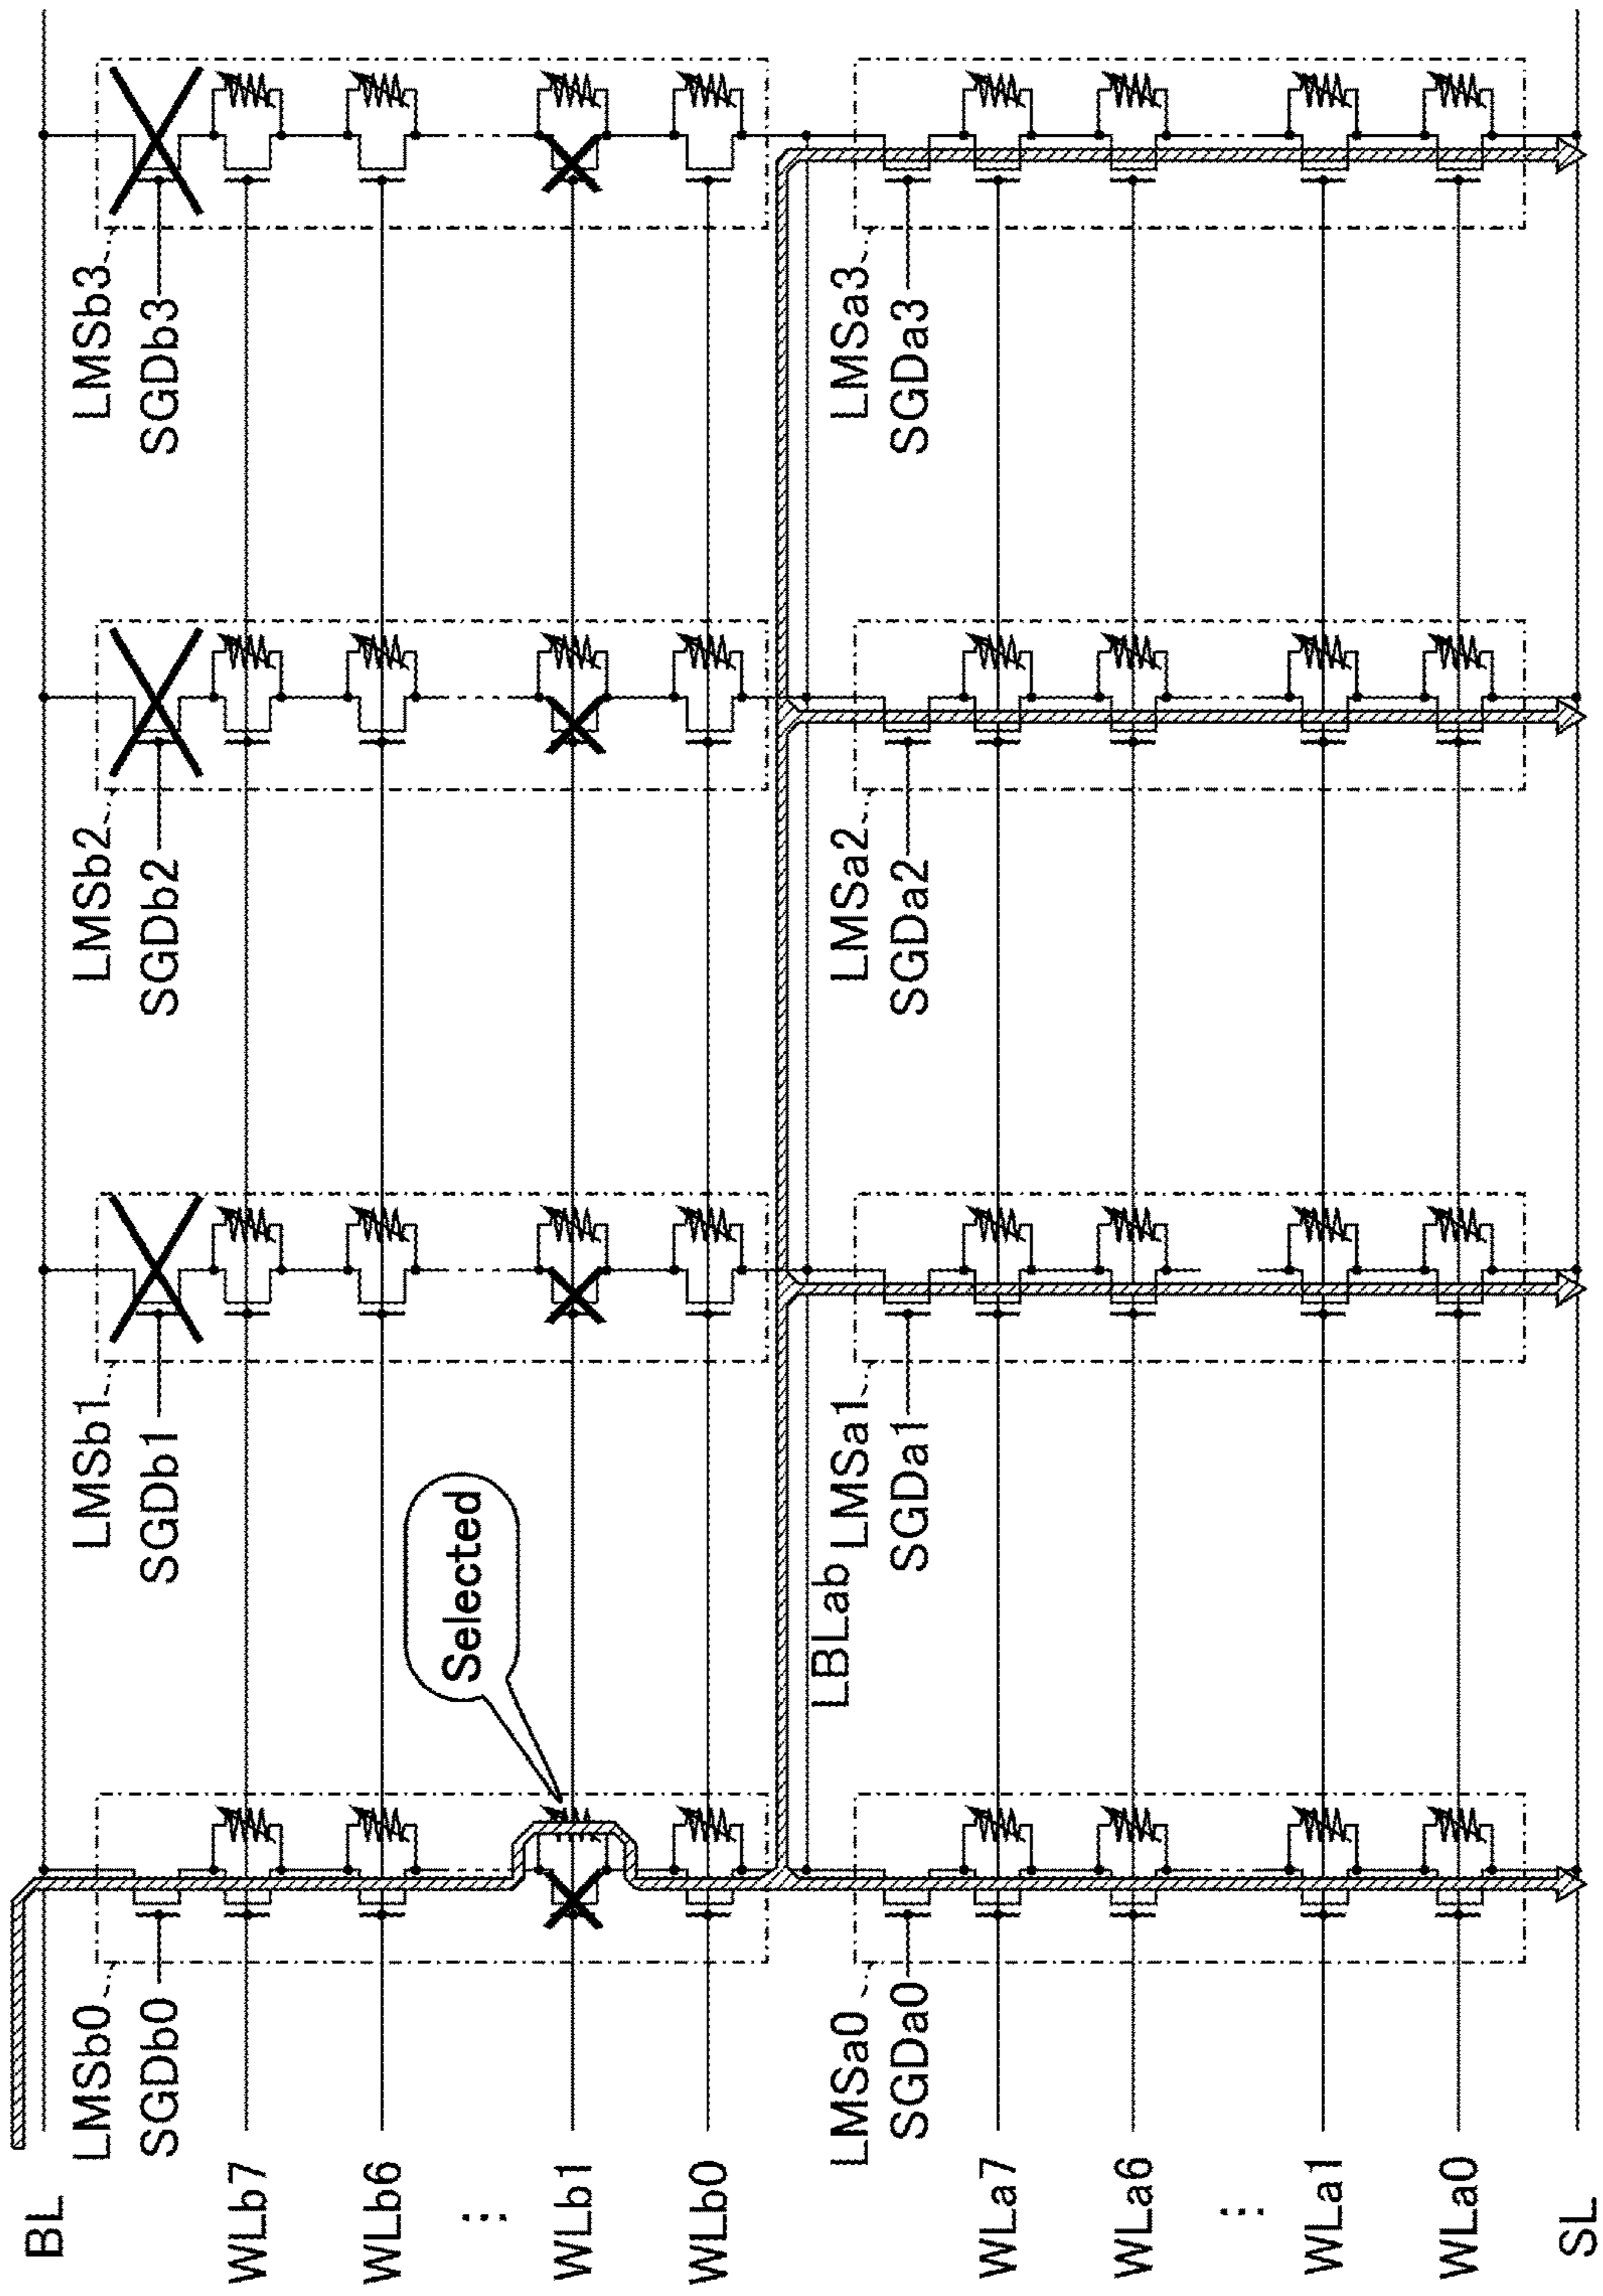 BL
LMSb0
SGDb0
LMSb1
SGDb1
LMSb2
SGDb2
LMSb3
SGDb3
WLb7
WLb6
⋮
Selected
WLb1
WLb0
LBLab
LMSa0
SGDa0
LMSa1
SGDa1
LMSa2
SGDa2
LMSa3
SGDa3
WLa7
WLa6
⋮
WLa1
WLa0
SL